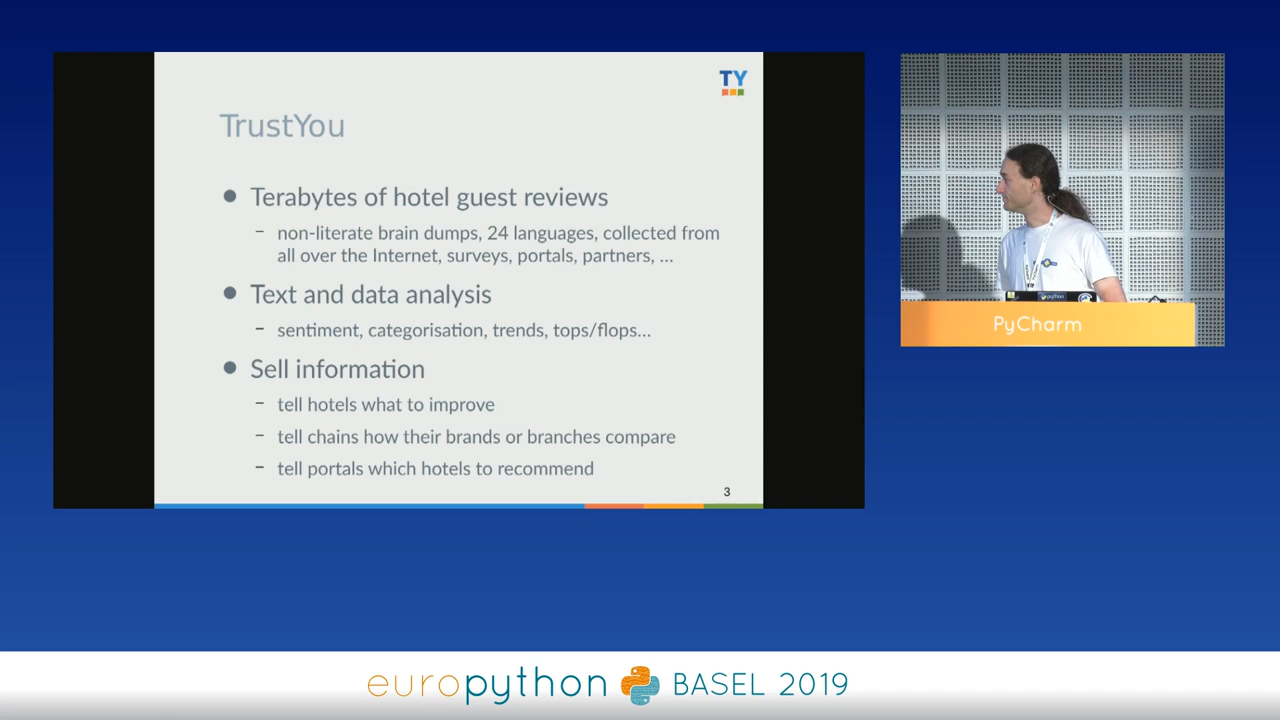 TY
TrustYou
● Terabytes of hotel guest reviews
– non-literate brain dumps, 24 languages, collected from
all over the Internet, surveys, portals, partners, ...
● Text and data analysis
– sentiment, categorisation, trends, tops/flops...
● Sell information
– tell hotels what to improve
– tell chains how their brands or branches compare
– tell portals which hotels to recommend
3
python
PyCharm
europython BASEL 2019